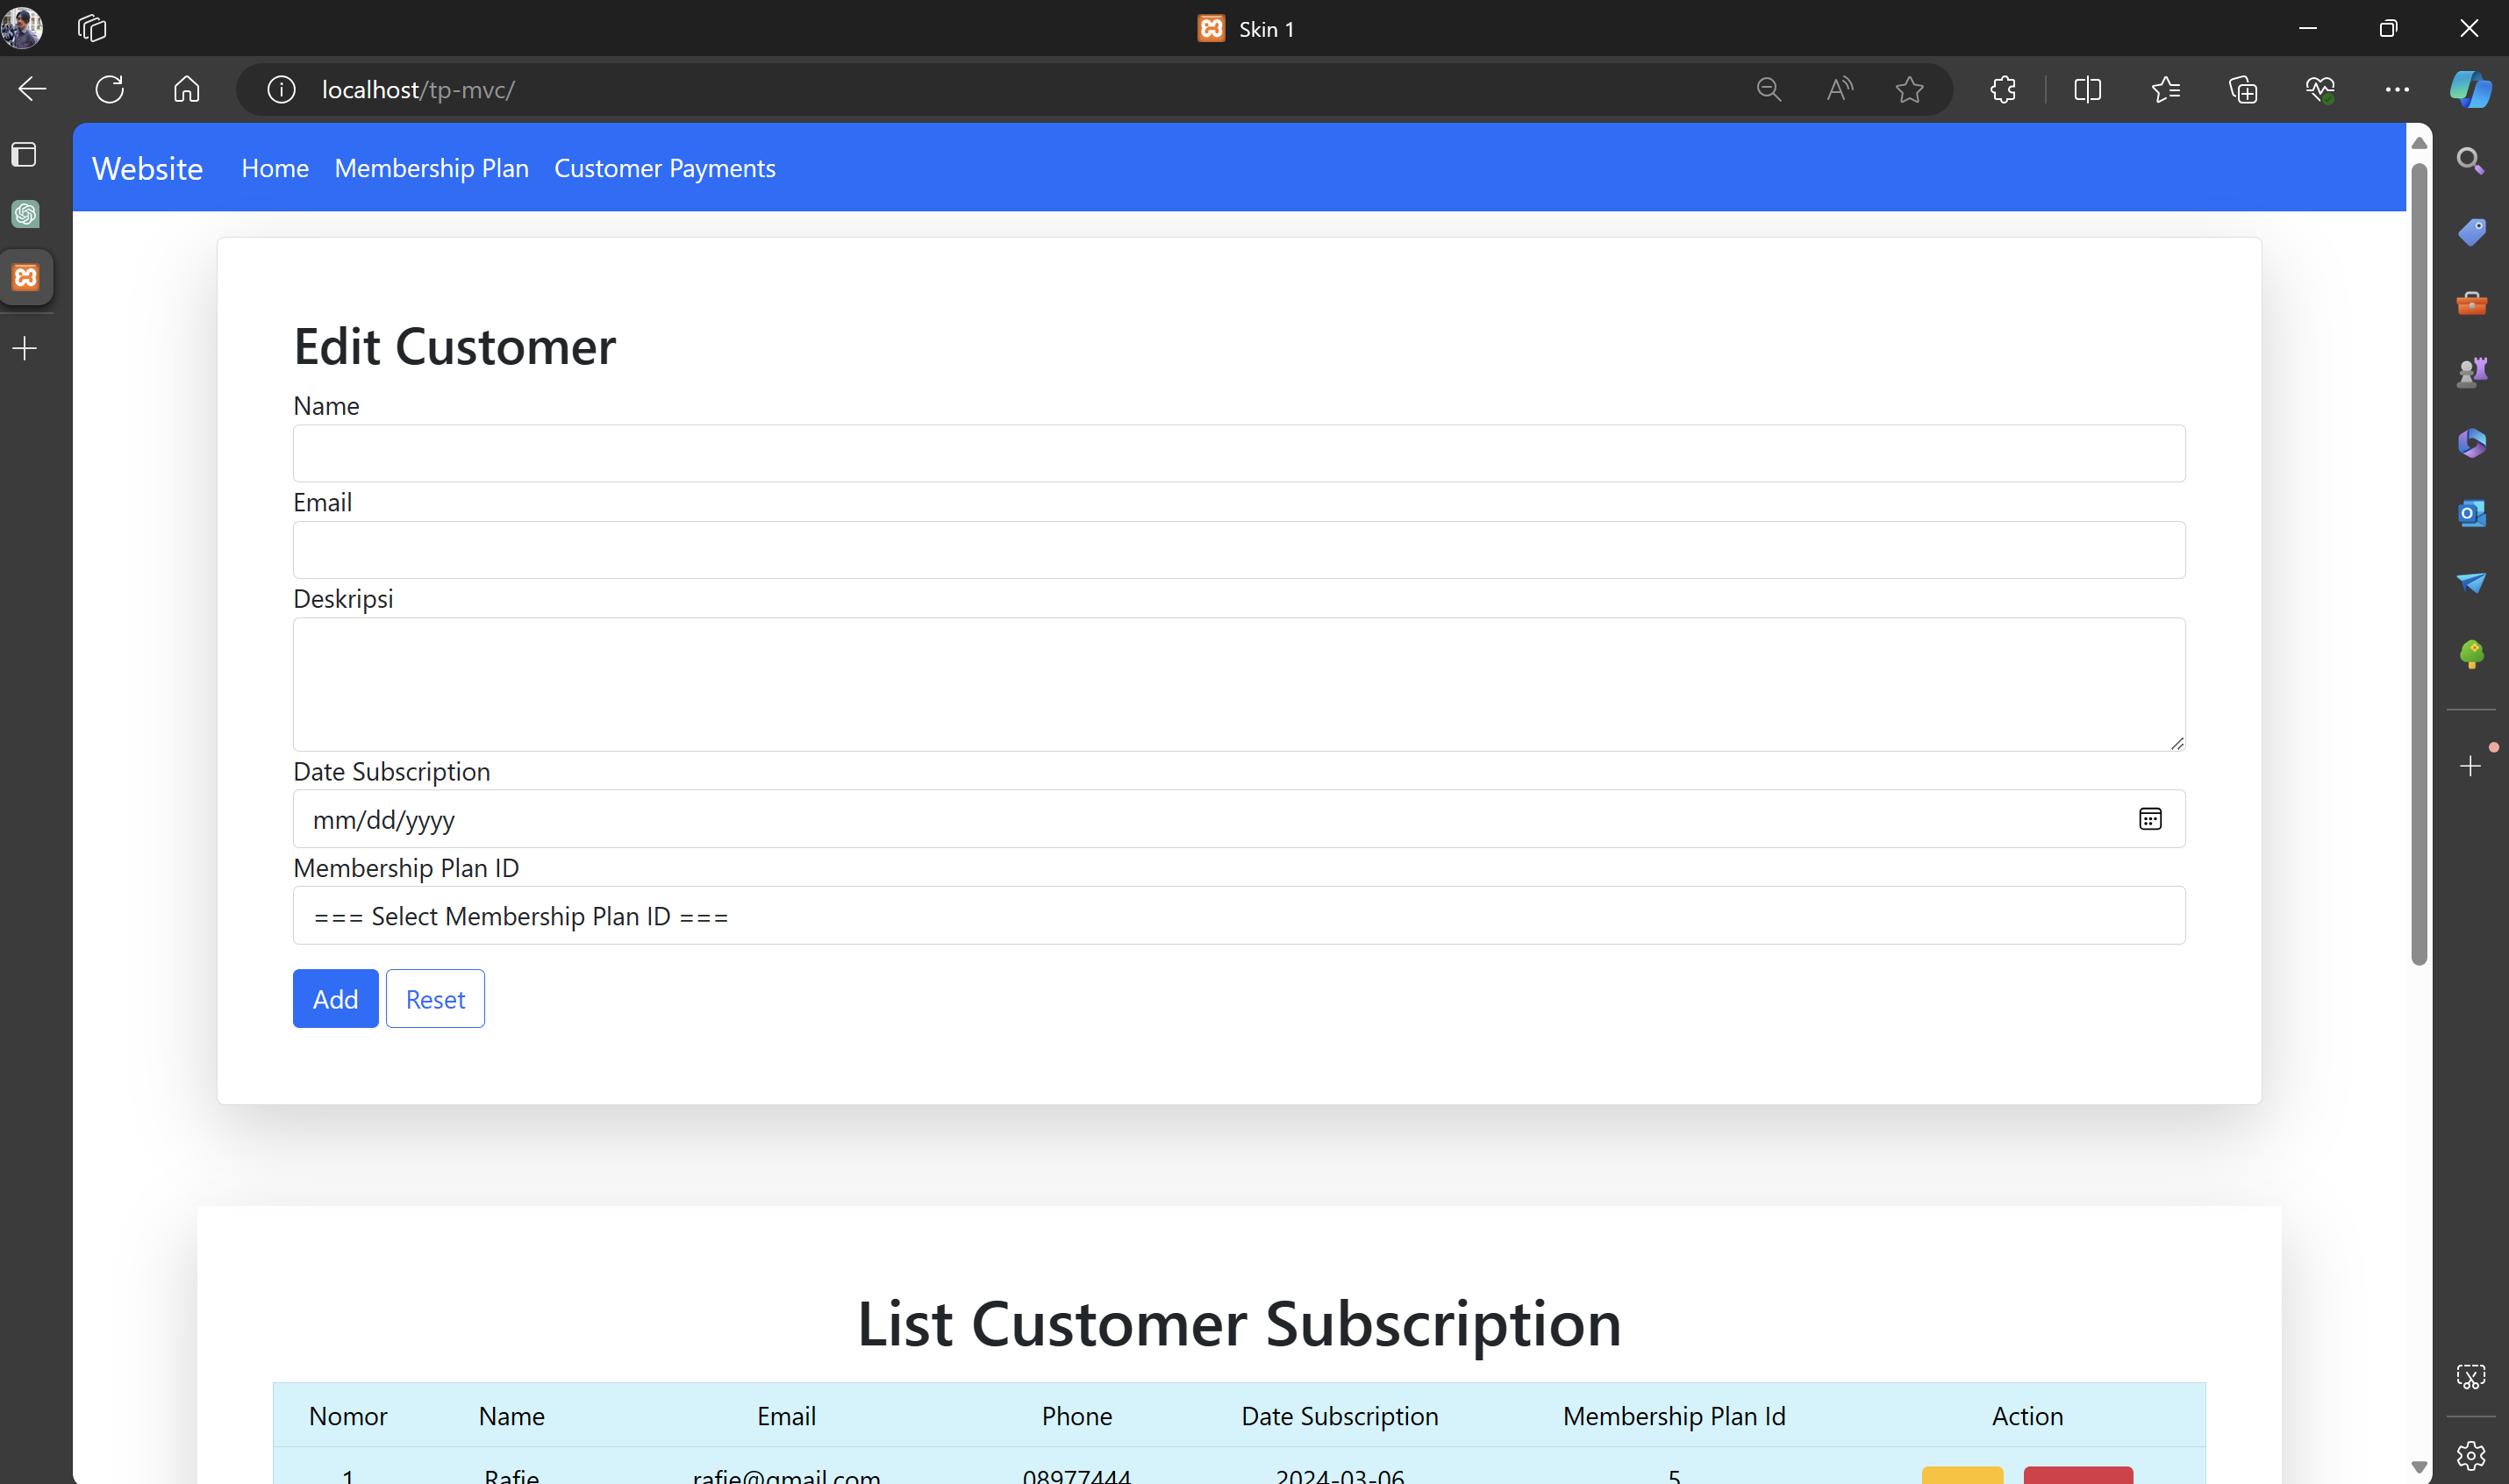 Skin 1
localhost/tp-mvc/
Website Home Membership Plan Customer Payments
Edit Customer
Name
Email
Deskripsi
Date Subscription
mm/dd/yyyy
Membership Plan ID
=== Select Membership Plan ID ===
Add Reset
List Customer Subscription
Nomor Name Email Phone Date Subscription Membership Plan Id Action
1 Rafie rafie@gmail.com 08977444 2024-03-06 5